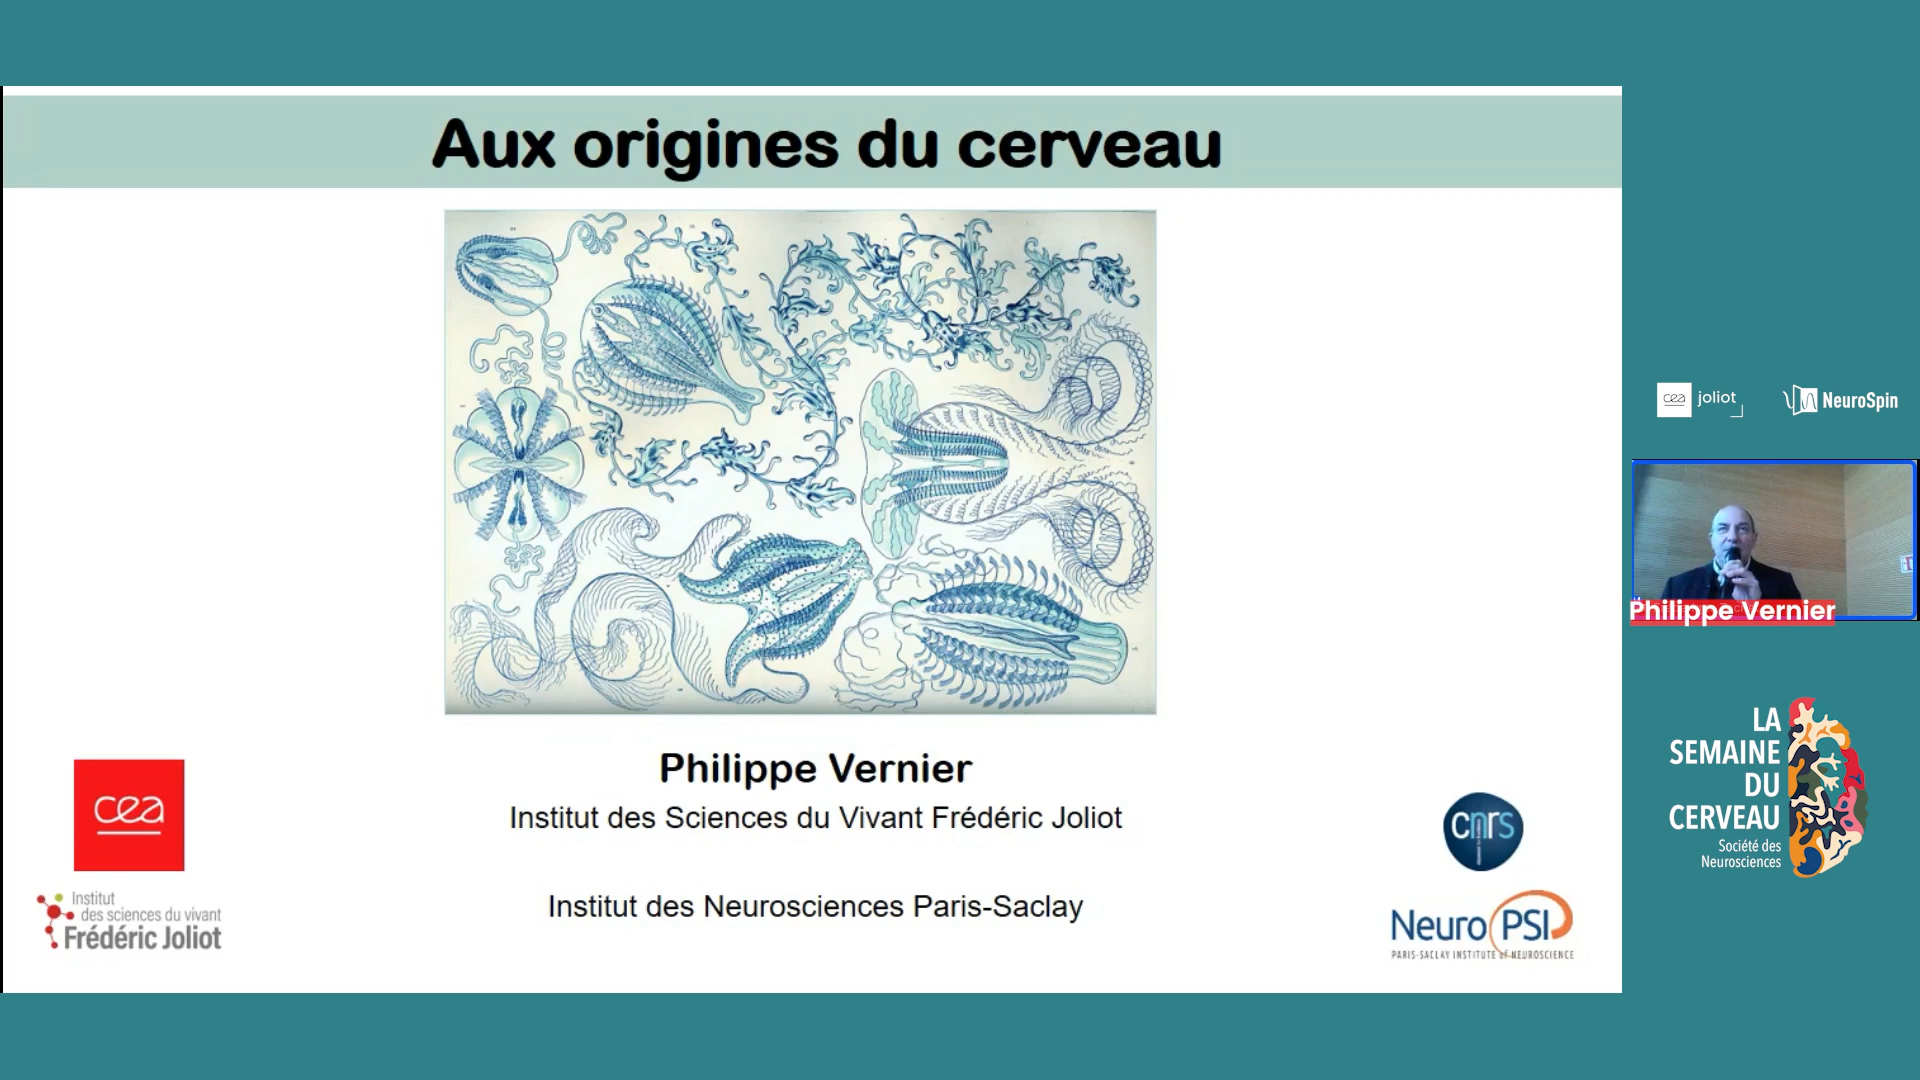 Aux origines du cerveau
Philippe Vernier
Institut des Sciences du Vivant Frédéric Joliot
Institut des Neurosciences Paris-Saclay
cea
Institut
des sciences du vivant
Frédéric Joliot
cnrs
NeuroPSI
PARIS-SACLAY INSTITUTE of NEUROSCIENCE
cea joliot
NeuroSpin
Philippe Vernier
LA
SEMAINE
DU
CERVEAU
Société des
Neurosciences